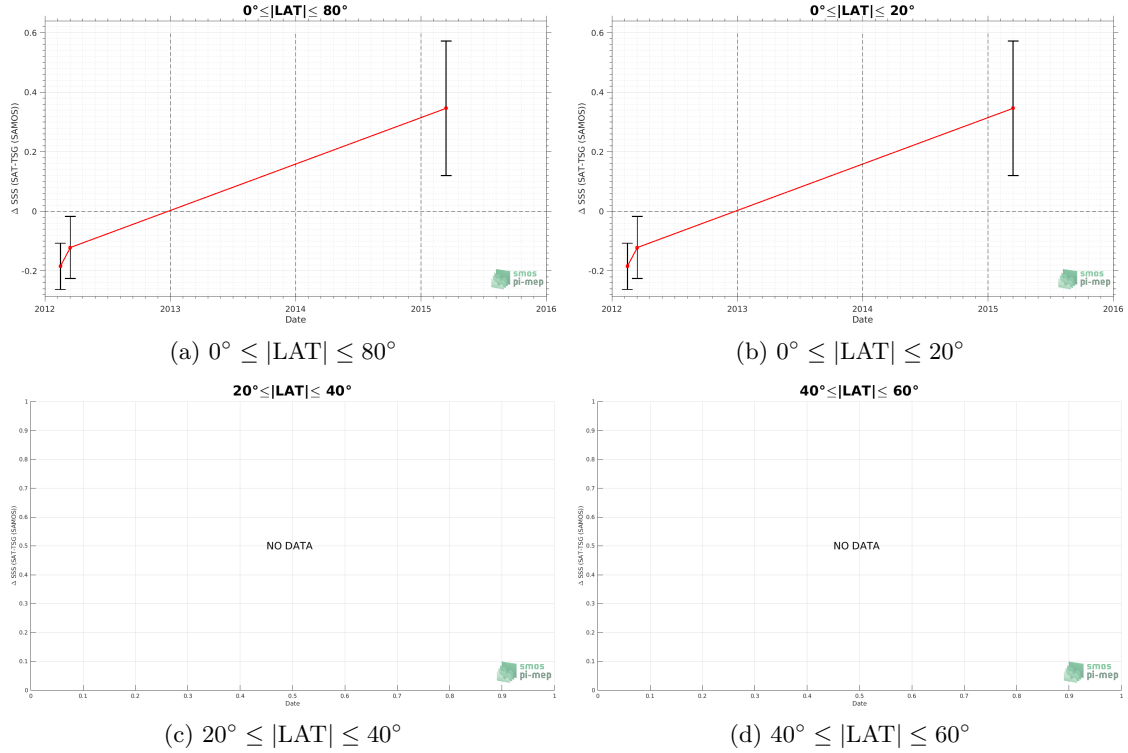 0°≤|LAT|≤ 80°
0.6
0.4
0.2
0
-0.2
Δ SSS (SAT-TSG (SAMOS))
2012
2013
2014
2015
2016
Date
smos
pi-mep
(a) 0° ≤ |LAT| ≤ 80°
0°≤|LAT|≤ 20°
0.6
0.4
0.2
0
-0.2
Δ SSS (SAT-TSG (SAMOS))
2012
2013
2014
2015
2016
Date
smos
pi-mep
(b) 0° ≤ |LAT| ≤ 20°
20°≤|LAT|≤ 40°
1
0.9
0.8
0.7
0.6
0.5
0.4
0.3
0.2
0.1
0
Δ SSS (SAT-TSG (SAMOS))
NO DATA
0
0.1
0.2
0.3
0.4
0.5
0.6
0.7
0.8
0.9
1
Date
smos
pi-mep
(c) 20° ≤ |LAT| ≤ 40°
40°≤|LAT|≤ 60°
1
0.9
0.8
0.7
0.6
0.5
0.4
0.3
0.2
0.1
0
Δ SSS (SAT-TSG (SAMOS))
NO DATA
0
0.1
0.2
0.3
0.4
0.5
0.6
0.7
0.8
0.9
1
Date
smos
pi-mep
(d) 40° ≤ |LAT| ≤ 60°